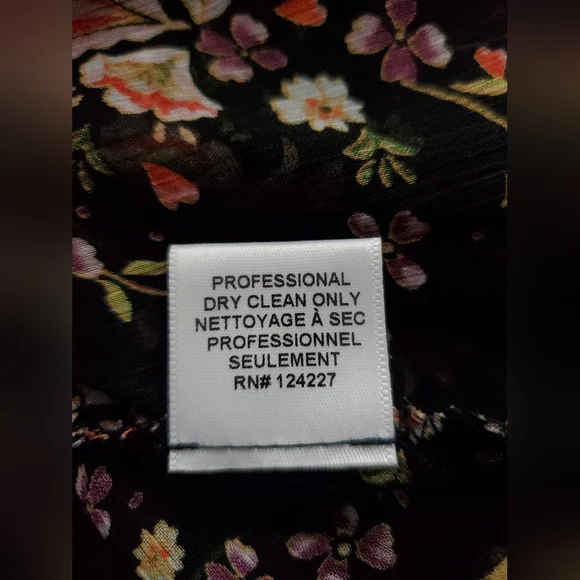 PROFESSIONAL
DRY CLEAN ONLY
NETTOYAGE À SEC
PROFESSIONNEL
SEULEMENT
RN# 124227